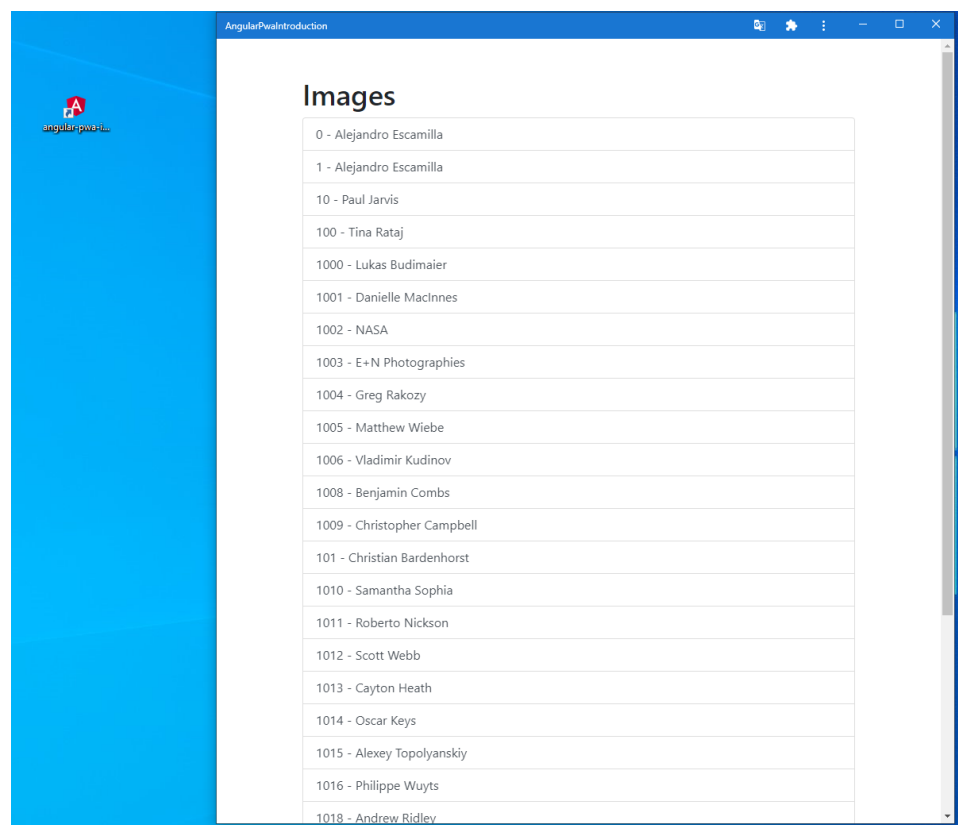 AngularPwaIntroduction
angular-pwa-i...
Images
0 - Alejandro Escamilla
1 - Alejandro Escamilla
10 - Paul Jarvis
100 - Tina Rataj
1000 - Lukas Budimaier
1001 - Danielle MacInnes
1002 - NASA
1003 - E+N Photographies
1004 - Greg Rakozy
1005 - Matthew Wiebe
1006 - Vladimir Kudinov
1008 - Benjamin Combs
1009 - Christopher Campbell
101 - Christian Bardenhorst
1010 - Samantha Sophia
1011 - Roberto Nickson
1012 - Scott Webb
1013 - Cayton Heath
1014 - Oscar Keys
1015 - Alexey Topolyanskiy
1016 - Philippe Wuyts
1018 - Andrew Ridley